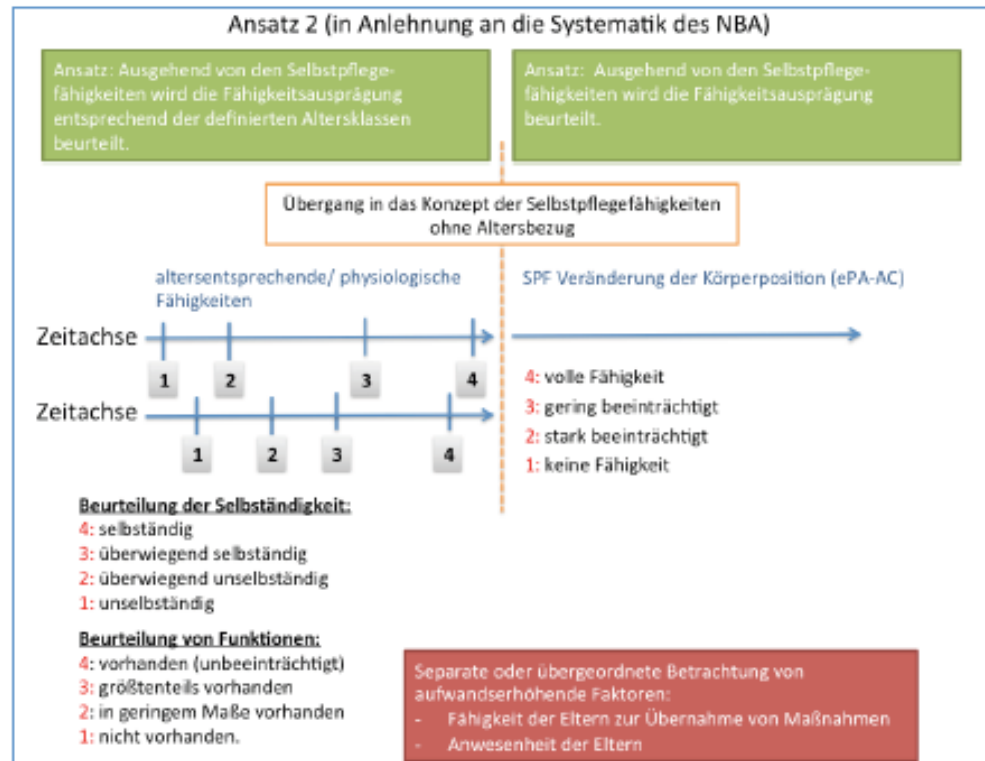 Ansatz 2 (in Anlehnung an die Systematik des NBA)
Ansatz: Ausgehend von den Selbstpflege-
fähigkeiten wird die Fähigkeitsausprägung
entsprechend der definierten Altersklassen
beurteilt.
Ansatz: Ausgehend von den Selbstpflege-
fähigkeiten wird die Fähigkeitsausprägung
beurteilt.
Übergang in das Konzept der Selbstpflegefähigkeiten
ohne Altersbezug
altersentsprechende/ physiologische
Fähigkeiten
SPF Veränderung der Körperposition (ePA-AC)
Zeitachse
1 2 3 4
Zeitachse
1 2 3 4
4: volle Fähigkeit
3: gering beeinträchtigt
2: stark beeinträchtigt
1: keine Fähigkeit
Beurteilung der Selbständigkeit:
4: selbständig
3: überwiegend selbständig
2: überwiegend unselbständig
1: unselbständig
Beurteilung von Funktionen:
4: vorhanden (unbeeinträchtigt)
3: größtenteils vorhanden
2: in geringem Maße vorhanden
1: nicht vorhanden.
Separate oder übergeordnete Betrachtung von
aufwandserhöhende Faktoren:
- Fähigkeit der Eltern zur Übernahme von Maßnahmen
- Anwesenheit der Eltern